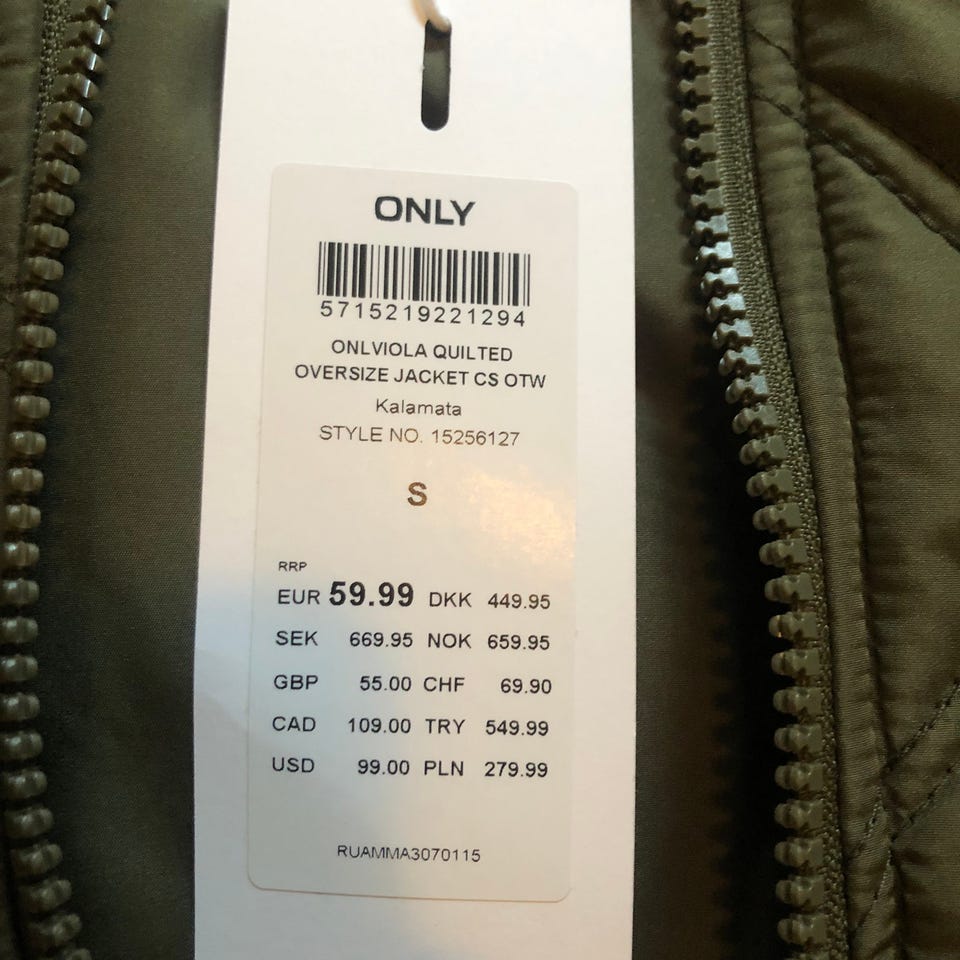 ONLY
5715219221294
ONLVIOLA QUILTED
OVERSIZE JACKET CS OTW
Kalamata
STYLE NO. 15256127
S
RRP
EUR 59.99 DKK 449.95
SEK 669.95 NOK 659.95
GBP 55.00 CHF 69.90
CAD 109.00 TRY 549.99
USD 99.00 PLN 279.99
RUAMMA3070115